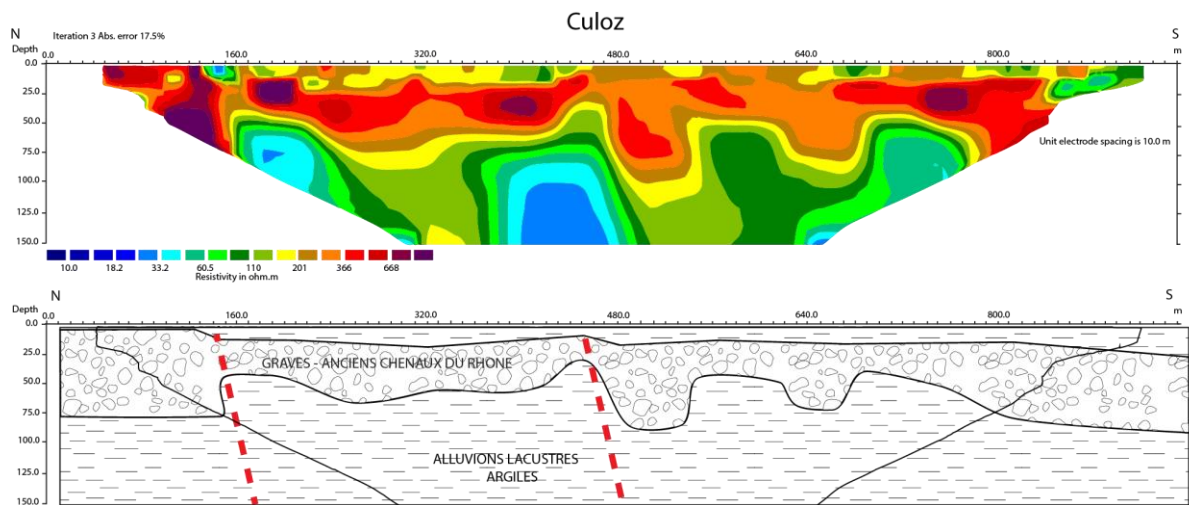 Culoz
N
S
Iteration 3 Abs. error 17.5%
Depth 0.0 160.0 320.0 480.0 640.0 800.0 m
0.0
25.0
50.0
75.0
100.0
125.0
150.0
Unit electrode spacing is 10.0 m
10.0 18.2 33.2 60.5 110 201 366 668
Resistivity in ohm.m
N
S
Depth 0.0 160.0 320.0 480.0 640.0 800.0 m
0.0
25.0
50.0
75.0
100.0
125.0
150.0
GRAVES - ANCIENS CHENAUX DU RHONE
ALLUVIONS LACUSTRES
ARGILES